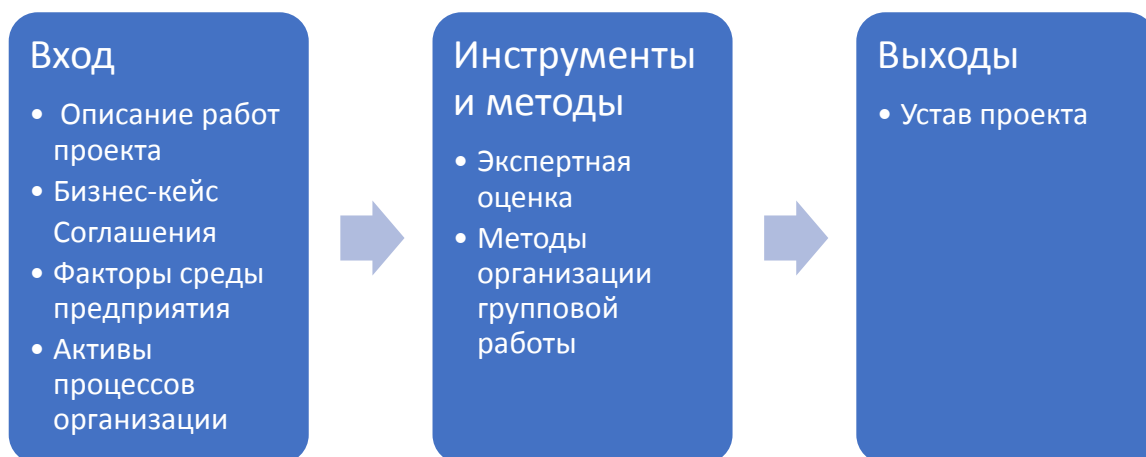 Вход
• Описание работ
проекта
• Бизнес-кейс
Соглашения
• Факторы среды
предприятия
• Активы
процессов
организации
Инструменты
и методы
• Экспертная
оценка
• Методы
организации
групповой
работы
Выходы
• Устав проекта